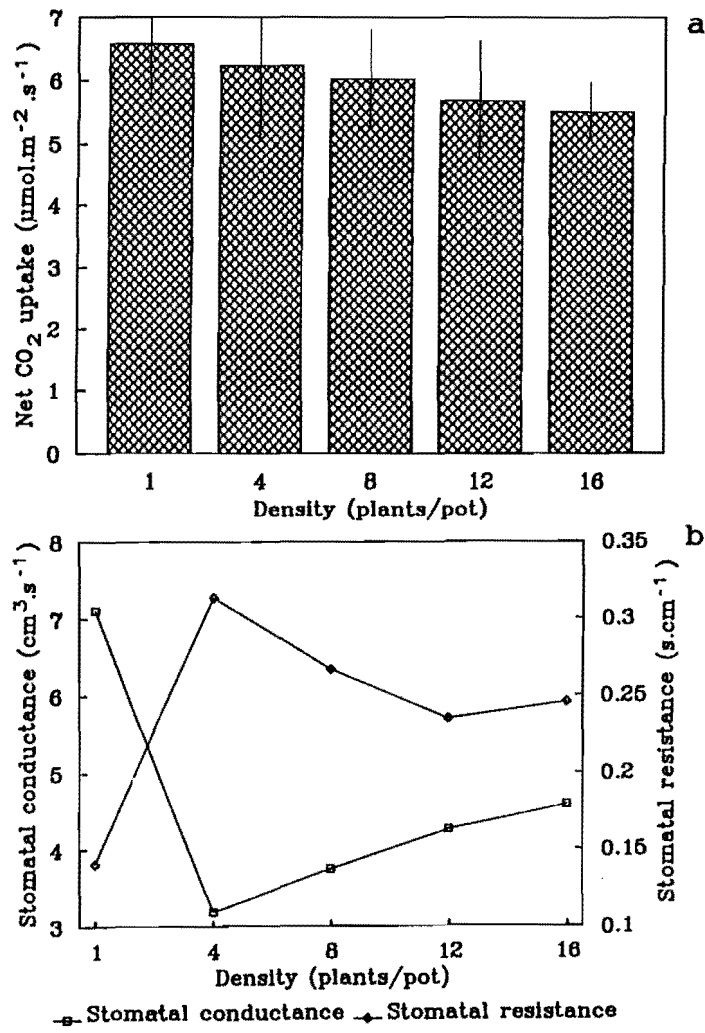 a
7
6
5
4
3
2
1
0
Net CO₂ uptake (µmol.m⁻².s⁻¹)
1 4 8 12 16
Density (plants/pot)
b
8
7
6
5
4
3
Stomatal conductance (cm³.s⁻¹)
0.35
0.3
0.25
0.2
0.15
0.1
Stomatal resistance (s.cm⁻¹)
1 4 8 12 16
Density (plants/pot)
Stomatal conductance Stomatal resistance